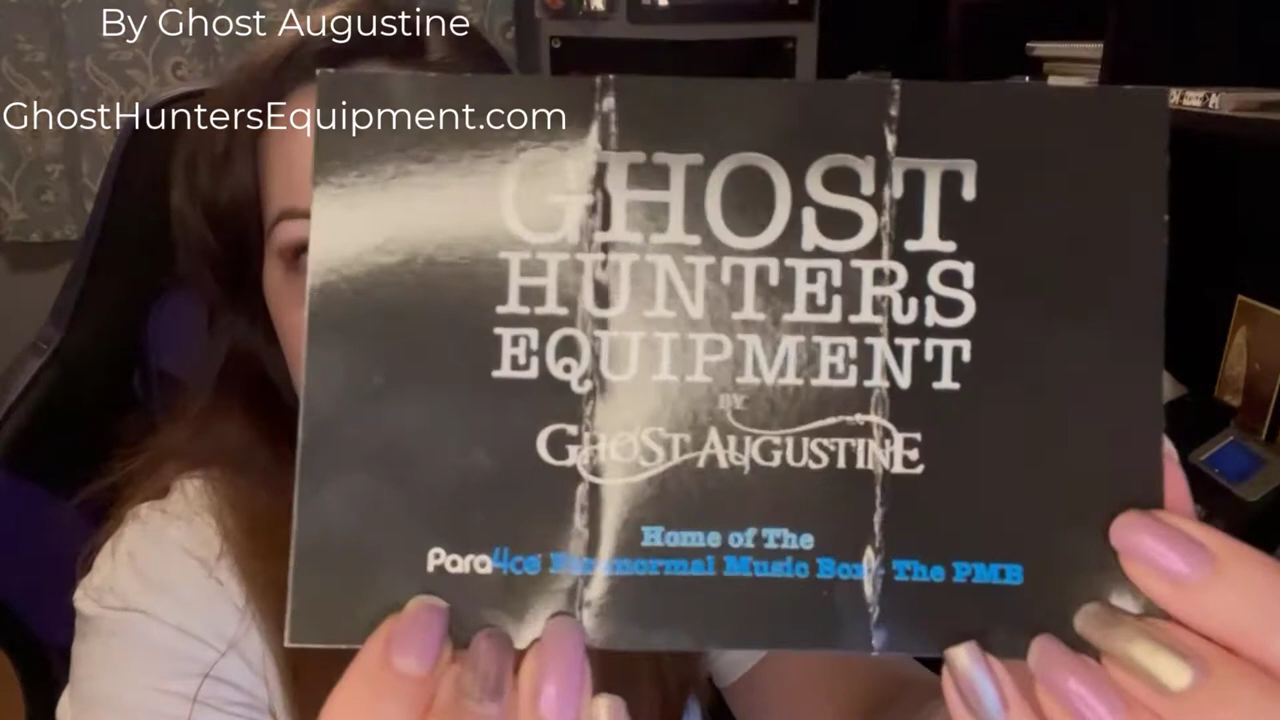 By Ghost Augustine
GhostHuntersEquipment.com
GHOST
HUNTERS
EQUIPMENT
BY
GHOST AUGUSTINE
Home of The
Para4ce Paranormal Music Box - The PMB